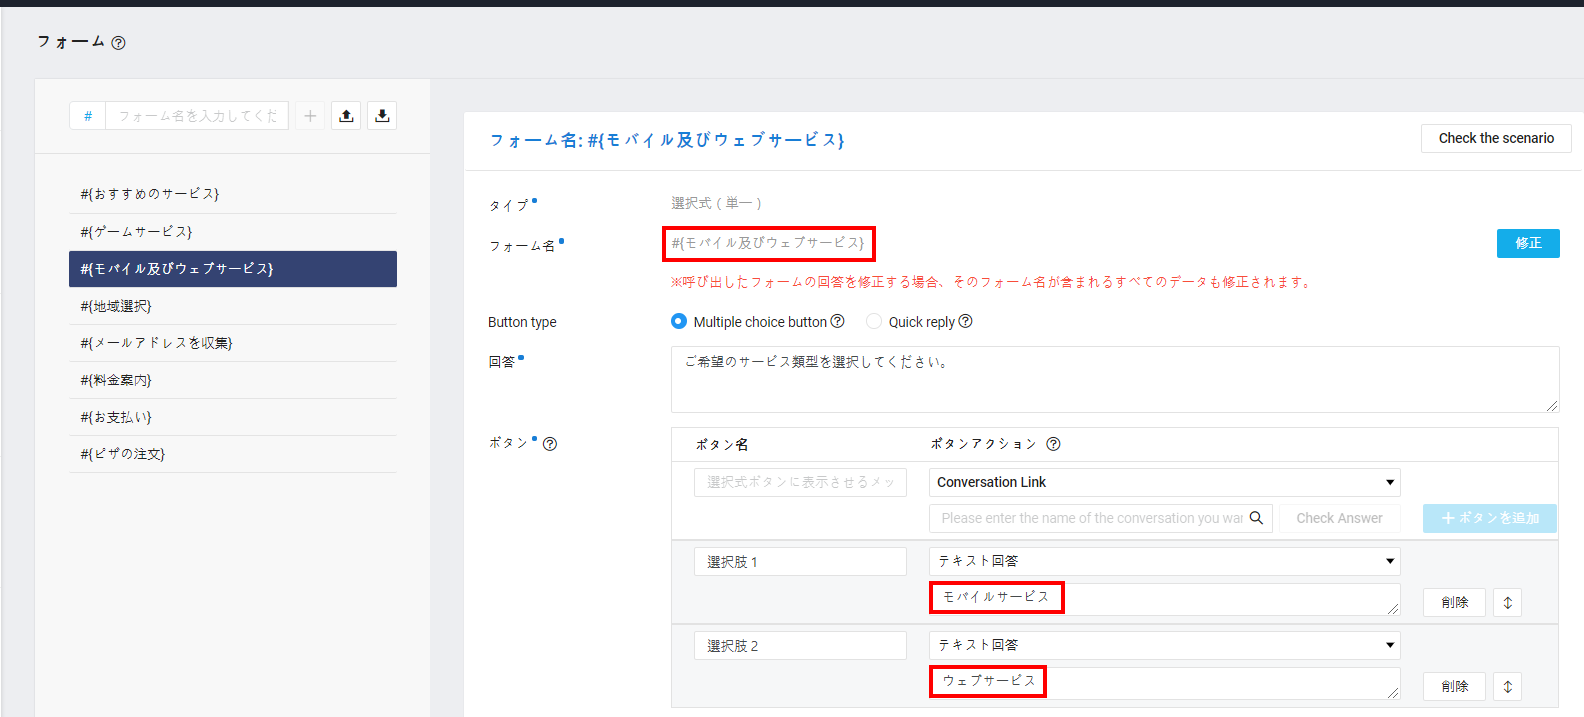 フォーム ?
# フォーム名を入力してくだ
#{おすすめのサービス}
#{ゲームサービス}
#{モバイル及びウェブサービス}
#{地域選択}
#{メールアドレスを収集}
#{料金案内}
#{お支払い}
#{ピザの注文}
フォーム名: #{モバイル及びウェブサービス}
Check the scenario
タイプ 選択式 ( 単一 )
フォーム名 #{モバイル及びウェブサービス} 修正
※呼び出したフォームの回答を修正する場合、そのフォーム名が含まれるすべてのデータも修正されます。
Button type Multiple choice button ? Quick reply ?
回答 ご希望のサービス類型を選択してください。
ボタン ? ボタン名 ボタンアクション ?
選択式ボタンに表示させるメッ Conversation Link
Please enter the name of the conversation you wan Check Answer +ボタンを追加
選択肢 1 テキスト回答
モバイルサービス 削除
選択肢 2 テキスト回答
ウェブサービス 削除